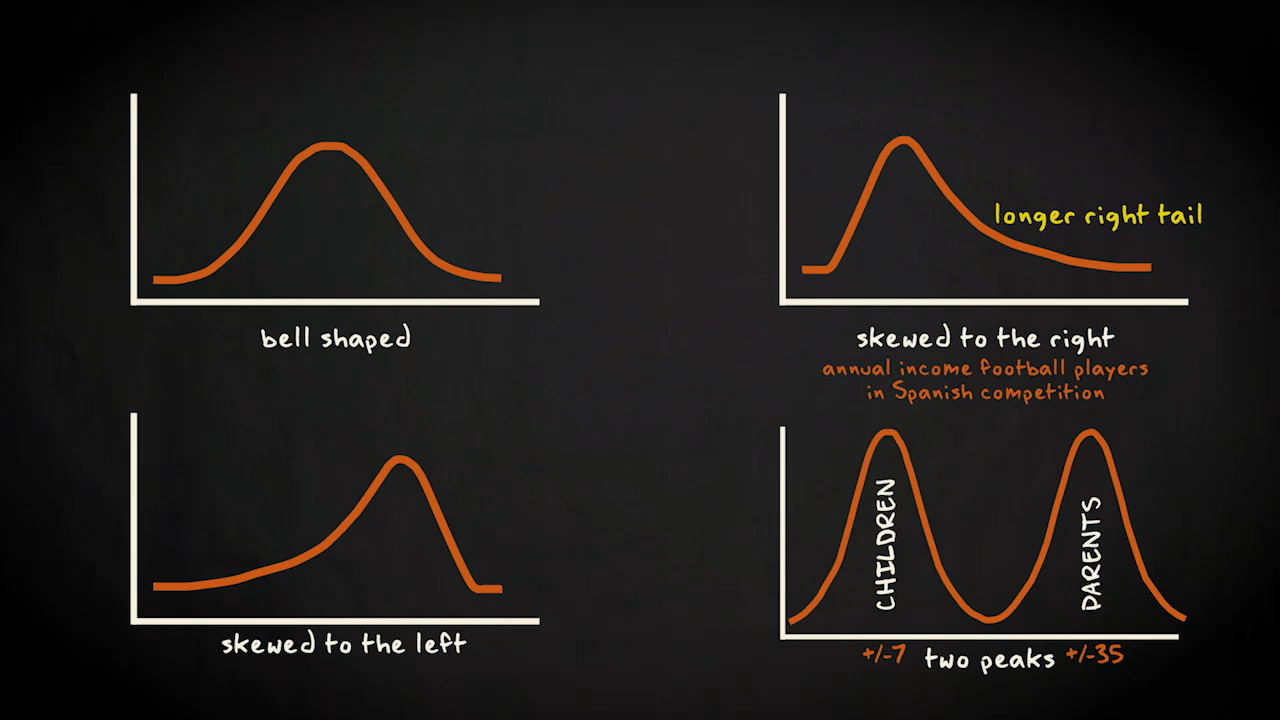 longer right tail
bell shaped
skewed to the right
annual income football players
in Spanish competition
CHILDREN
PARENTS
skewed to the left
+/-7 two peaks +/-35